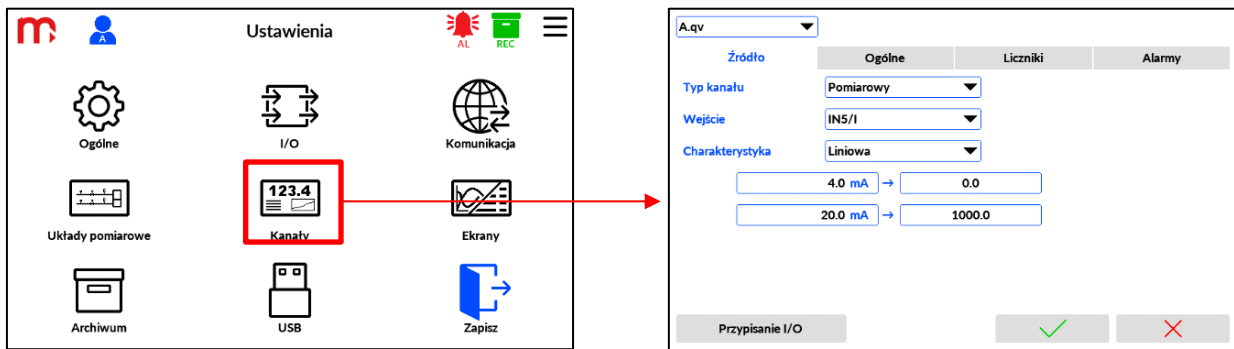 m
A
Ustawienia
AL
REC
Ogólne
I/O
Komunikacja
Układy pomiarowe
123.4
Kanały
Ekrany
Archiwum
USB
Zapisz
A.qv
Źródło Ogólne Liczniki Alarmy
Typ kanału Pomiarowy
Wejście IN5/I
Charakterystyka Liniowa
4.0 mA → 0.0
20.0 mA → 1000.0
Przypisanie I/O